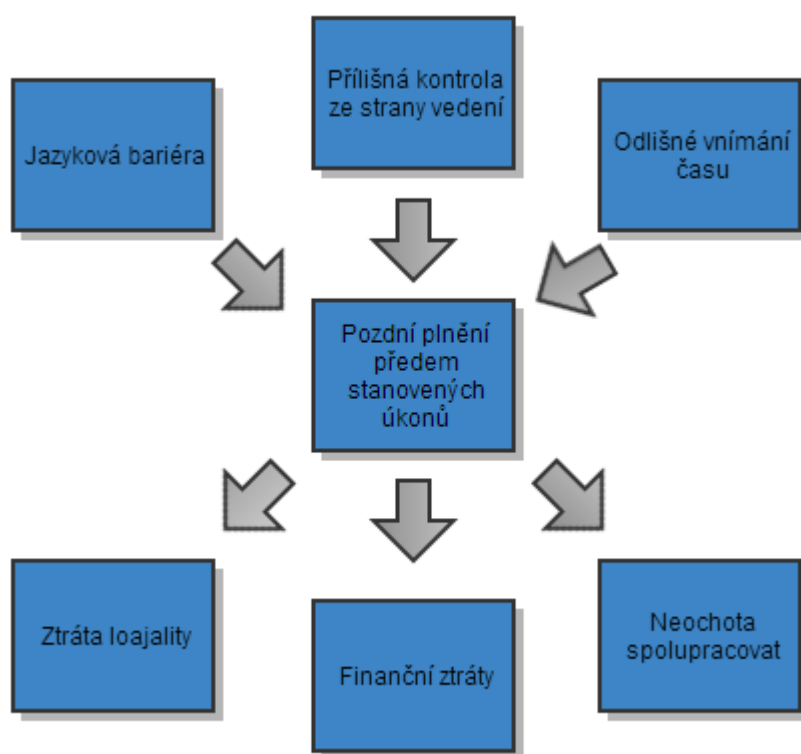 Jazyková bariéra
Přílišná kontrola
ze strany vedení
Odlišné vnímání
času
Pozdní plnění
předem
stanovených
úkonů
Ztráta loajality
Finanční ztráty
Neochota
spolupracovat